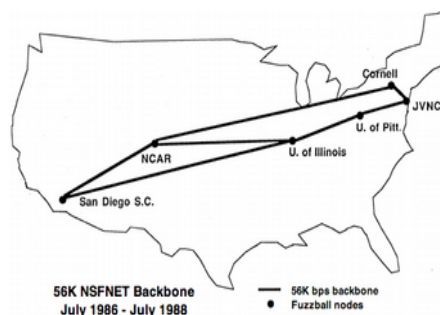 Cornell
JVNC
U. of Pitt.
NCAR
U. of Illinois
San Diego S.C.
56K NSFNET Backbone
July 1986 - July 1988
56K bps backbone
Fuzzball nodes